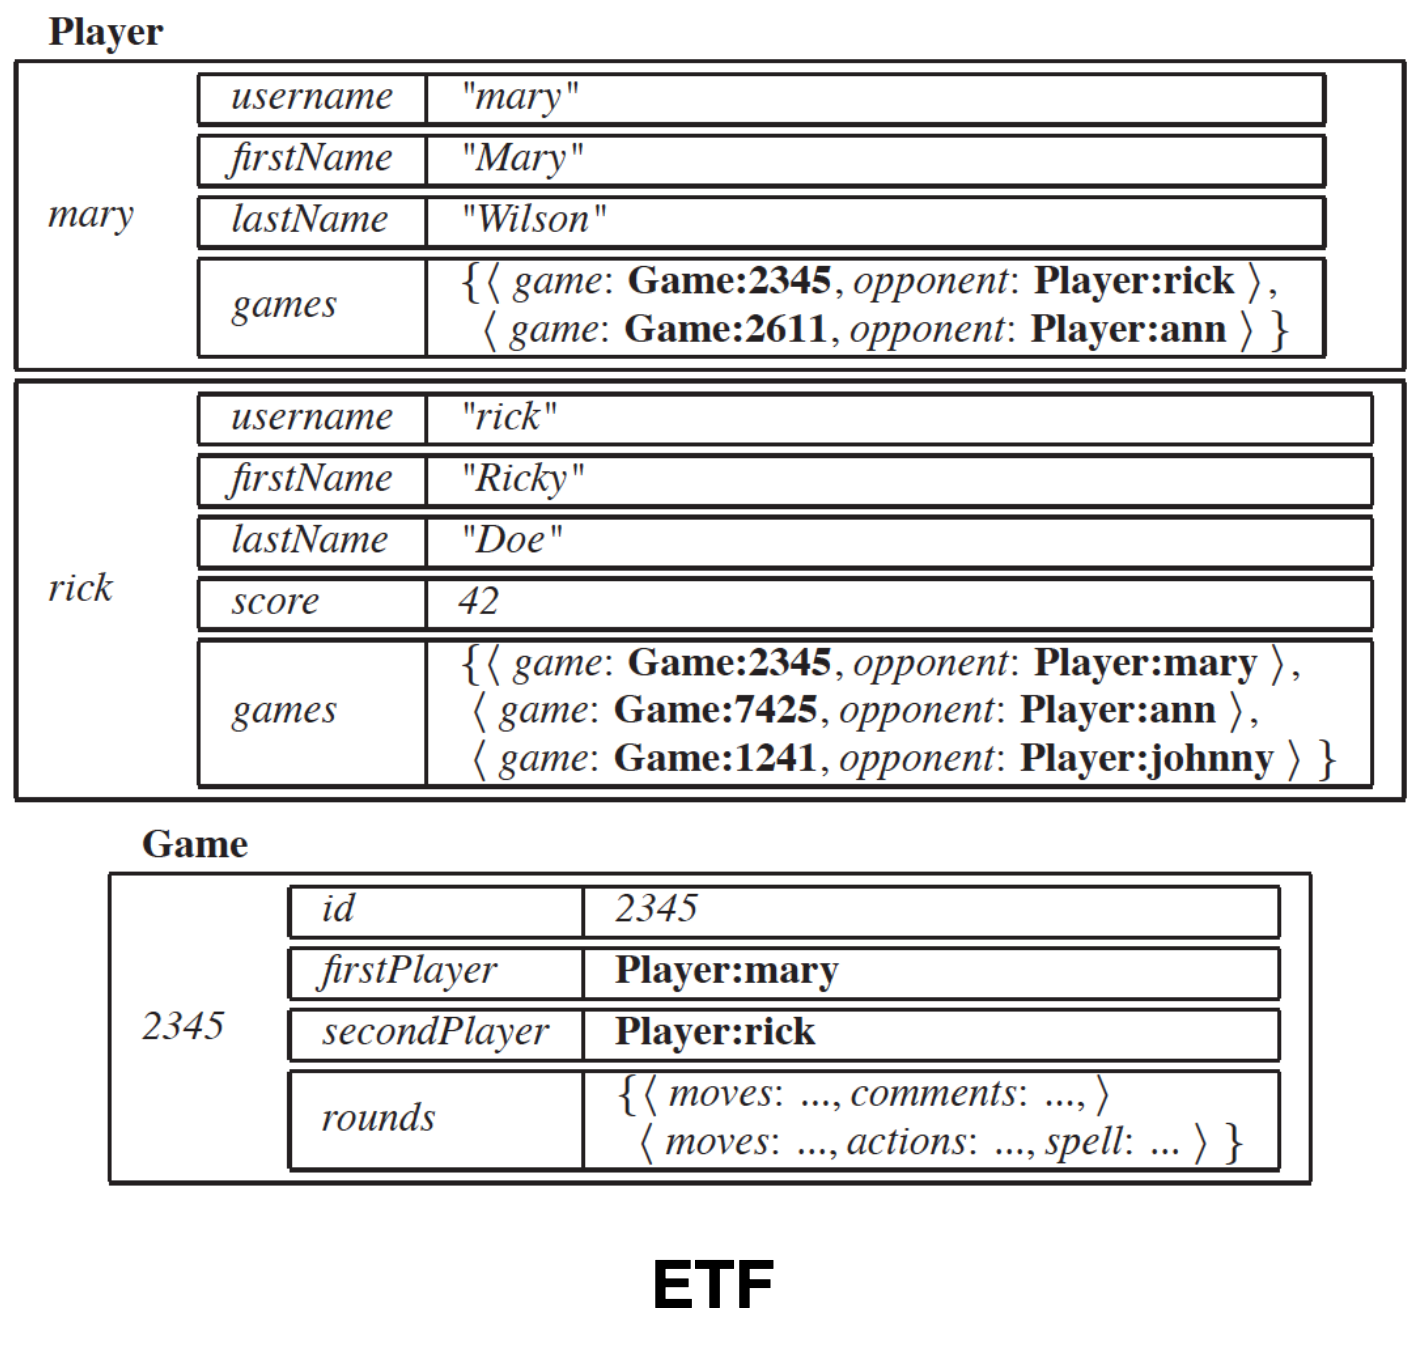 Player
username "mary"
firstName "Mary"
mary
lastName "Wilson"
games
{⟨ game: Game:2345, opponent: Player:rick ⟩,
⟨ game: Game:2611, opponent: Player:ann ⟩ }
username "rick"
firstName "Ricky"
lastName "Doe"
rick
score 42
games
{⟨ game: Game:2345, opponent: Player:mary ⟩,
⟨ game: Game:7425, opponent: Player:ann ⟩,
⟨ game: Game:1241, opponent: Player:johnny ⟩ }
Game
id 2345
firstPlayer Player:mary
2345
secondPlayer Player:rick
rounds
{⟨ moves: ..., comments: ..., ⟩
⟨ moves: ..., actions: ..., spell: ... ⟩ }
ETF